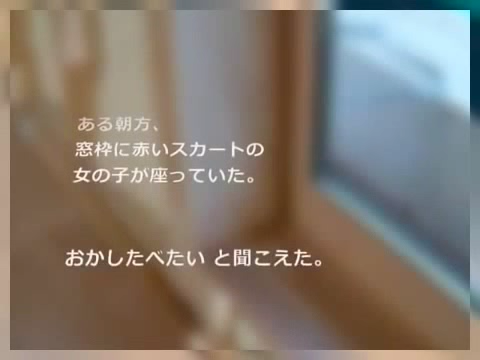 ある朝方、
窓枠に赤いスカートの
女の子が座っていた。
おかしたべたい と聞こえた。